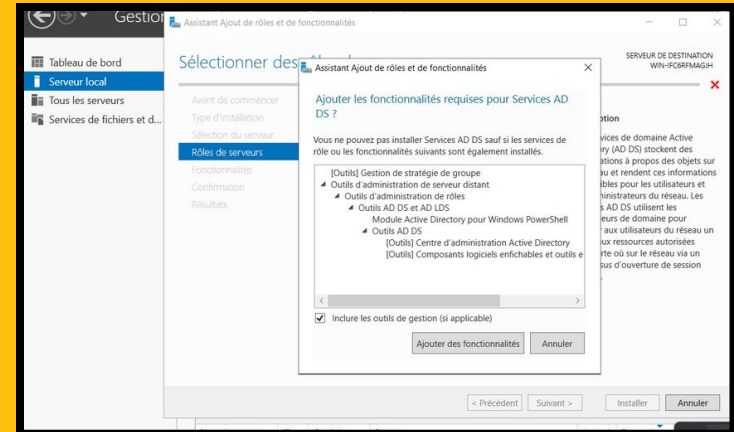 Gestion
Assistant Ajout de rôles et de fonctionnalités
Tableau de bord
Serveur local
Tous les serveurs
Services de fichiers et d...
Sélectionner des
SERVEUR DE DESTINATION
WIN-IFC6RFMAGJH
Avant de commencer
Type d'installation
Sélection du serveur
Rôles de serveurs
Fonctionnalités
Confirmation
Résultats
Assistant Ajout de rôles et de fonctionnalités
Ajouter les fonctionnalités requises pour Services AD
DS ?
Vous ne pouvez pas installer Services AD DS sauf si les services de
rôle ou les fonctionnalités suivants sont également installés.
[Outils] Gestion de stratégie de groupe
Outils d'administration de serveur distant
Outils d'administration de rôles
Outils AD DS et AD LDS
Module Active Directory pour Windows PowerShell
Outils AD DS
[Outils] Centre d'administration Active Directory
[Outils] Composants logiciels enfichables et outils e
Inclure les outils de gestion (si applicable)
Ajouter des fonctionnalités
Annuler
ption
vices de domaine Active
ry (AD DS) stockent des
ations à propos des objets sur
au et rendent ces informations
ibles pour les utilisateurs et
ministrateurs du réseau. Les
s AD DS utilisent les
eurs de domaine pour
r aux utilisateurs du réseau un
ux ressources autorisées
rte où sur le réseau via un
sus d'ouverture de session
< Précédent
Suivant >
Installer
Annuler